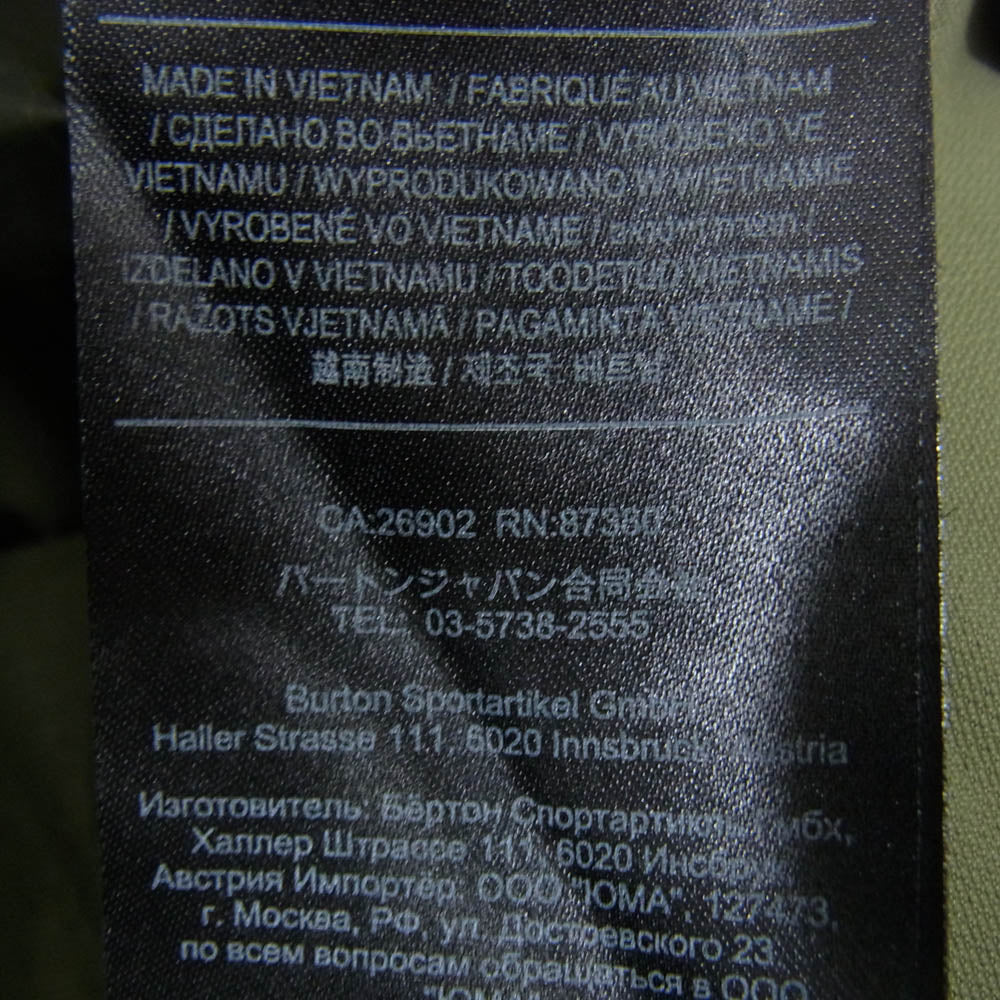 MADE IN VIETNAM / FABRIQUÉ AU VIETNAM
/ СДЕЛАНО ВО ВЬЕТНАМЕ / VYROBENO VE
VIETNAMU / WYPRODUKOWANO W WIETNAMIE
/ VYROBENÉ VO VIETNAME /
IZDELANO V VIETNAMU / TOODETUD VIETNAMIS
/ RAŽOTS VJETNAMĀ / PAGAMINTA VIETNAME /
越南制造 / 제조국 베트남
CA:26902 RN:87380
バートンジャパン合同会社
TEL. 03-5738-2555
Burton Sportartikel GmbH
Haller Strasse 111, 6020 Innsbruck, Austria
Изготовитель: Бёртон Спортартикель Гмбх,
Халлер Штрассе 111, 6020 Инсбрук,
Австрия Импортер: ООО "ЮМА", 127473,
г. Москва, РФ, ул. Достоевского 23
по всем вопросам обращаться в ООО
"ЮМА"